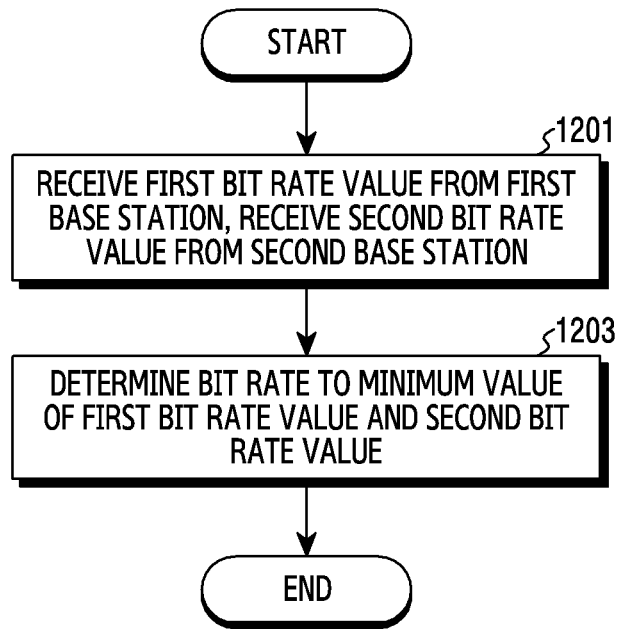 START
1201
RECEIVE FIRST BIT RATE VALUE FROM FIRST
BASE STATION, RECEIVE SECOND BIT RATE
VALUE FROM SECOND BASE STATION
1203
DETERMINE BIT RATE TO MINIMUM VALUE
OF FIRST BIT RATE VALUE AND SECOND BIT
RATE VALUE
END